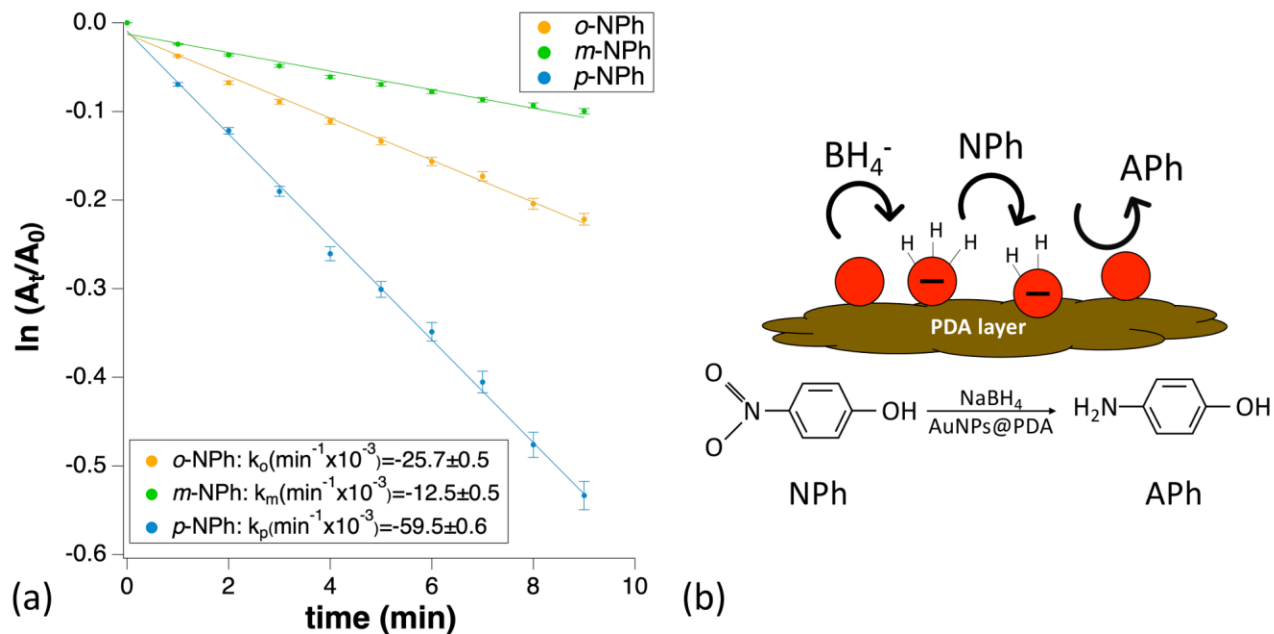 0.0
-0.1
-0.2
-0.3
-0.4
-0.5
-0.6
ln (At/A0)
o-NPh
m-NPh
p-NPh
o-NPh: ko(min-1x10-3)=-25.7±0.5
m-NPh: km(min-1x10-3)=-12.5±0.5
p-NPh: kp(min-1x10-3)=-59.5±0.6
0 2 4 6 8 10
time (min)
(a)
BH4-
NPh
APh
H H H
H H
PDA layer
O
N
O-
OH
NaBH4
AuNPs@PDA
H2N
OH
NPh
APh
(b)